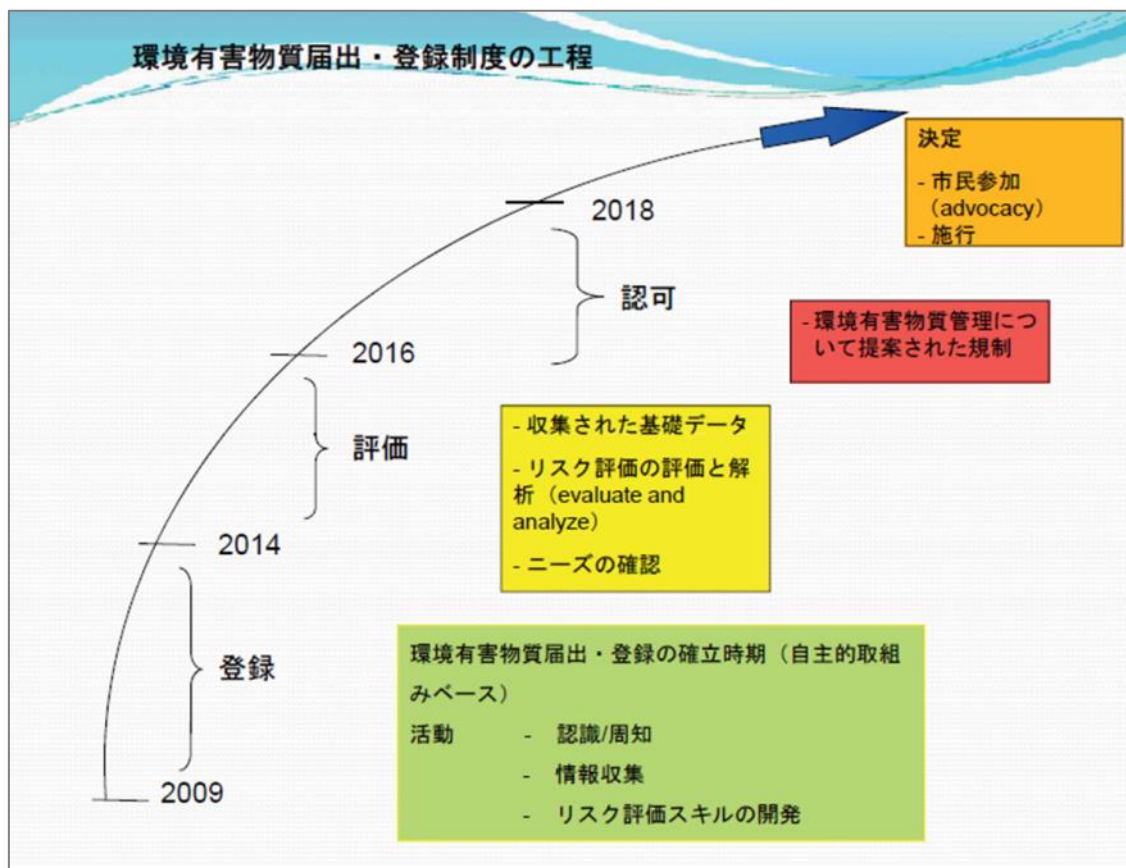 環境有害物質届出・登録制度の工程
決定
- 市民参加
（advocacy）
- 施行
2018
認可
- 環境有害物質管理につ
いて提案された規制
2016
評価
- 収集された基礎データ
- リスク評価の評価と解
析（evaluate and
analyze）
- ニーズの確認
2014
登録
環境有害物質届出・登録の確立時期（自主的取組
みベース）
活動 - 認識/周知
- 情報収集
- リスク評価スキルの開発
2009